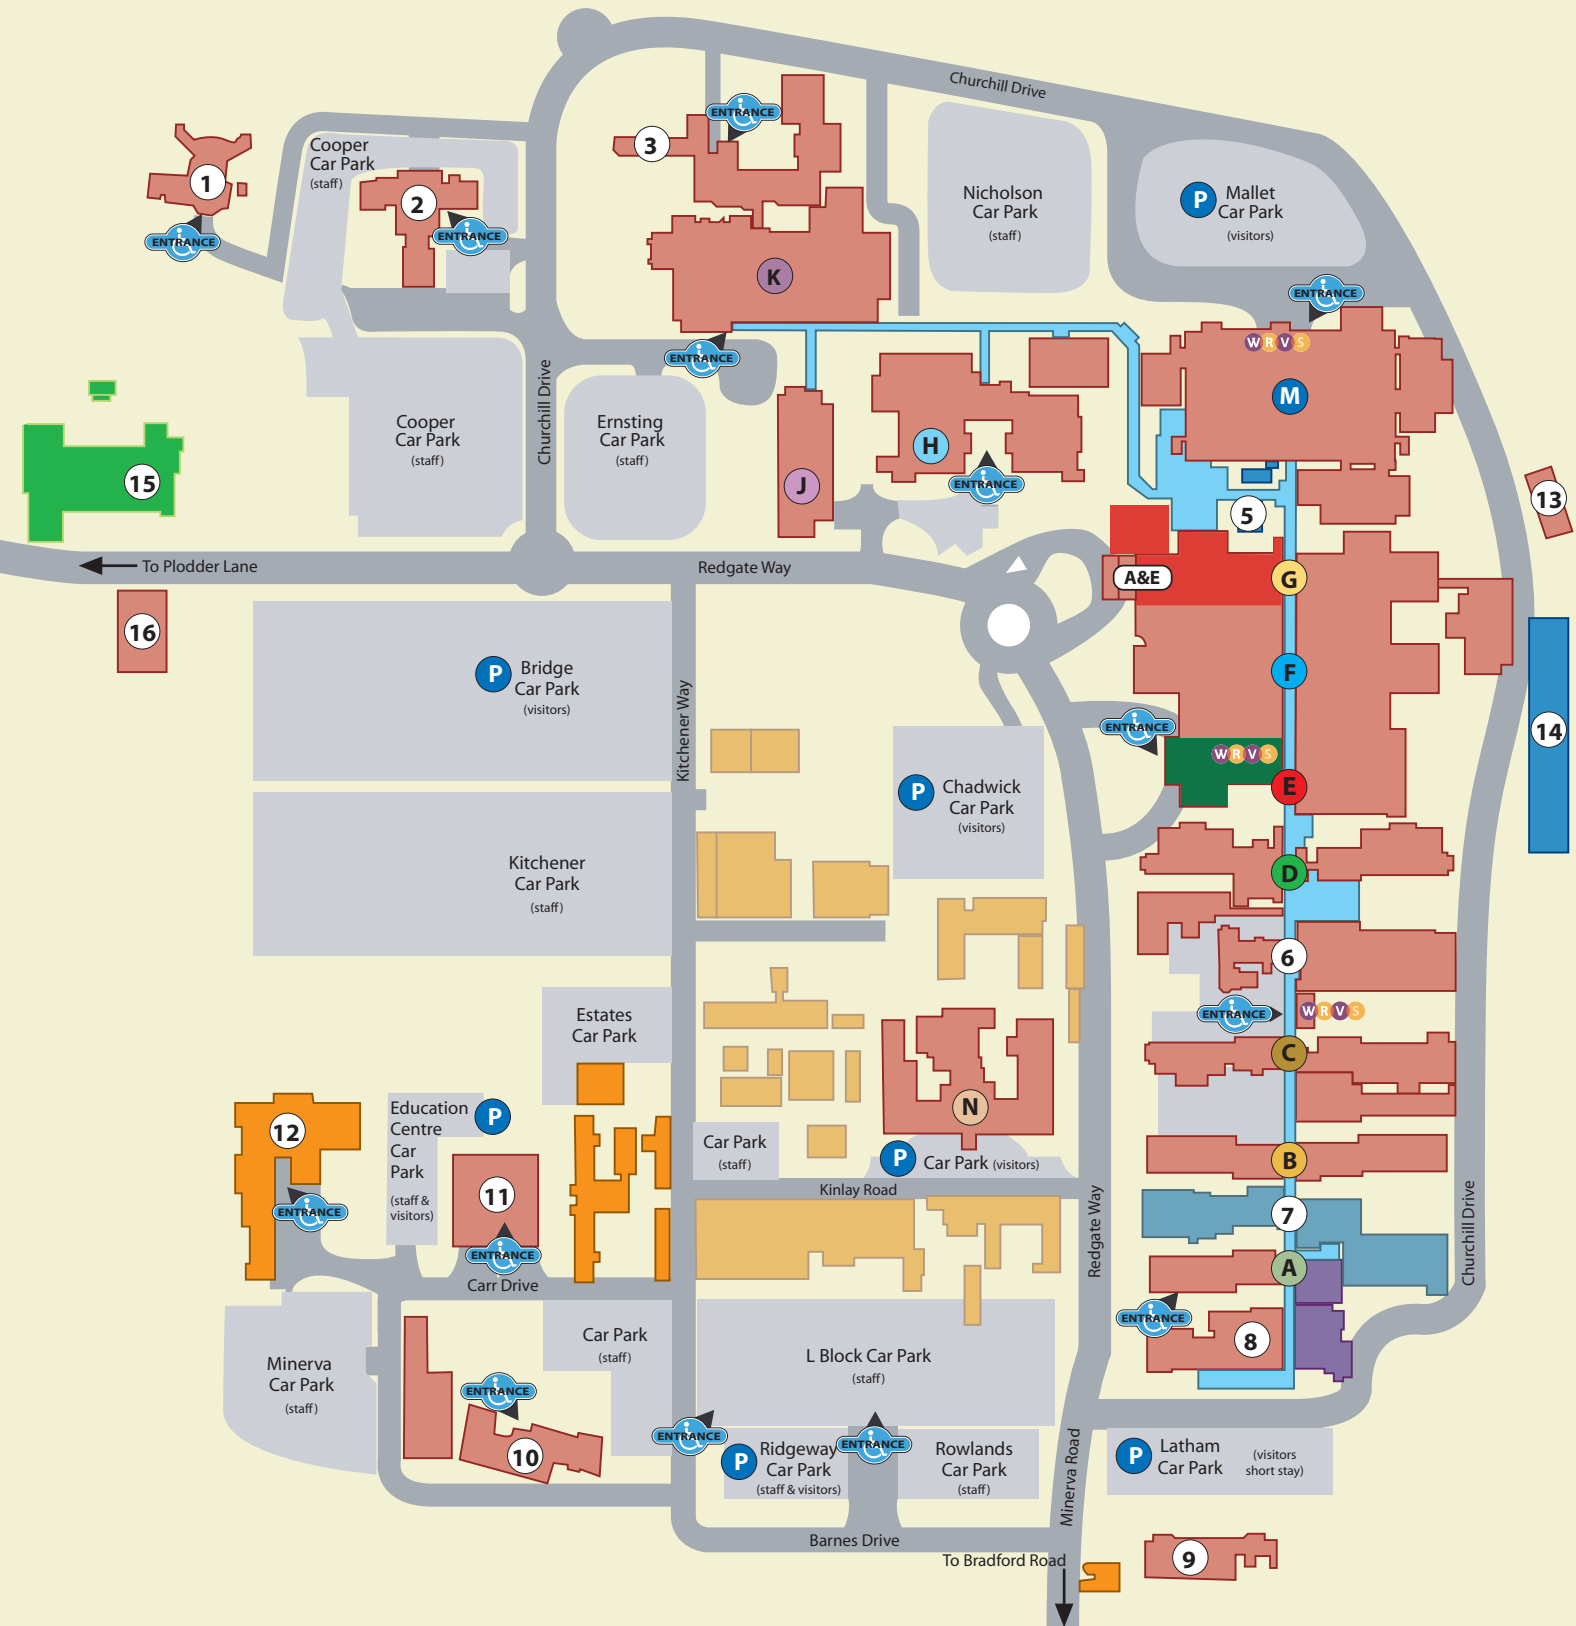 Churchill Drive
ENTRANCE
3
Cooper
Car Park
(staff)
1
2
ENTRANCE
ENTRANCE
Nicholson
Car Park
(staff)
P
Mallet
Car Park
(visitors)
K
ENTRANCE
ENTRANCE
W R V S
M
Churchill Drive
Cooper
Car Park
(staff)
Ernsting
Car Park
(staff)
H
J
ENTRANCE
15
5
13
To Plodder Lane
Redgate Way
A&E
G
16
P
Bridge
Car Park
(visitors)
Kitchener Way
F
ENTRANCE
W R V S
E
14
P
Chadwick
Car Park
(visitors)
Kitchener
Car Park
(staff)
D
6
ENTRANCE
W R V S
Estates
Car Park
C
12
Education
Centre
Car
Park
(staff &
visitors)
P
N
Car Park
(staff)
P
Car Park (visitors)
B
Kinlay Road
11
ENTRANCE
7
Redgate Way
Churchill Drive
ENTRANCE
Carr Drive
A
ENTRANCE
8
Minerva
Car Park
(staff)
Car Park
(staff)
L Block Car Park
(staff)
ENTRANCE
10
ENTRANCE
P
Ridgeway
Car Park
(staff & visitors)
ENTRANCE
Rowlands
Car Park
(staff)
Minerva Road
P
Latham
Car Park
(visitors
short stay)
Barnes Drive
To Bradford Road
9